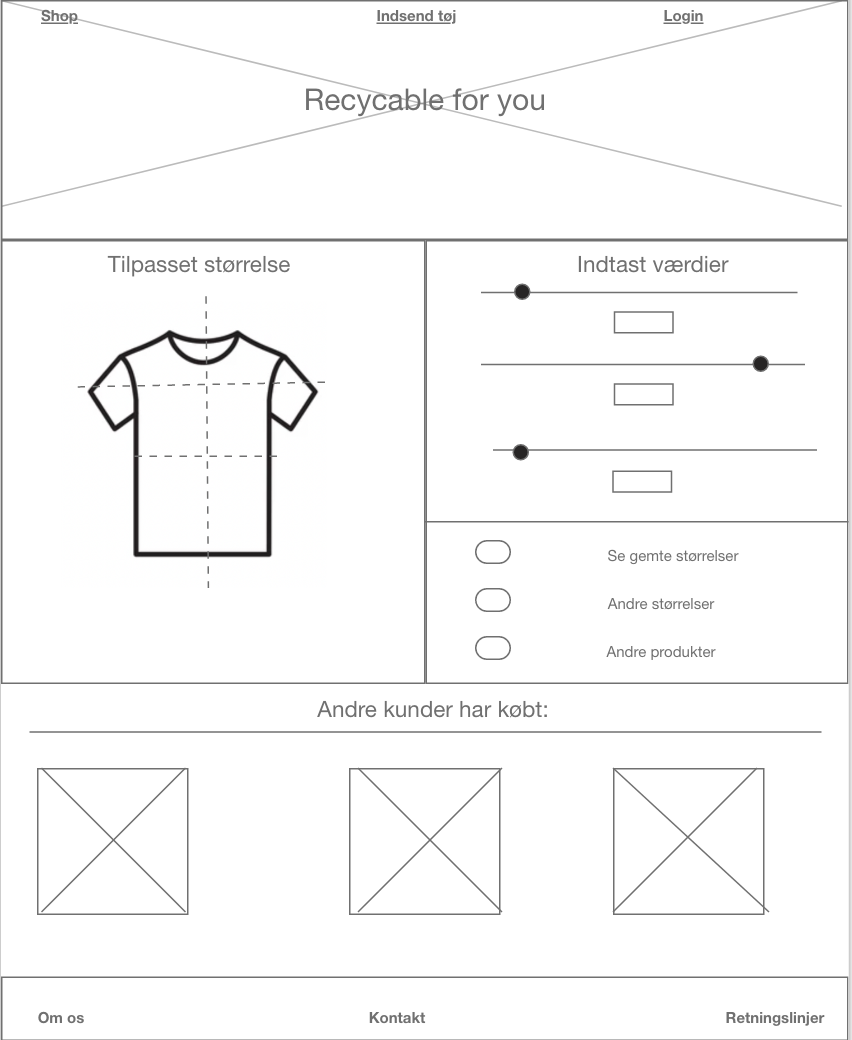 Shop
Indsend tøj
Login
Recycable for you
Tilpasset størrelse
Indtast værdier
Se gemte størrelser
Andre størrelser
Andre produkter
Andre kunder har købt:
Om os
Kontakt
Retningslinjer